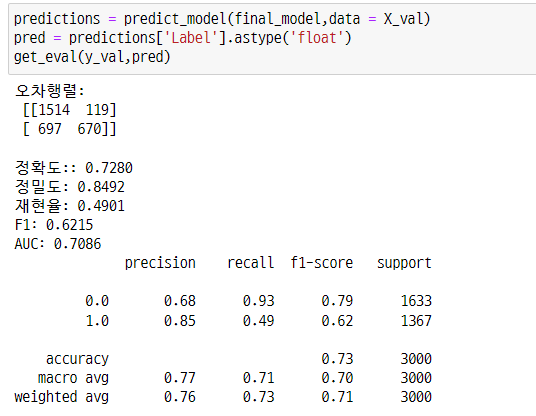 predictions = predict_model(final_model,data = X_val)
pred = predictions['Label'].astype('float')
get_eval(y_val,pred)
오차행렬:
[[1514 119]
[ 697 670]]
정확도:: 0.7280
정밀도: 0.8492
재현율: 0.4901
F1: 0.6215
AUC: 0.7086
precision recall f1-score support
0.0 0.68 0.93 0.79 1633
1.0 0.85 0.49 0.62 1367
accuracy 0.73 3000
macro avg 0.77 0.71 0.70 3000
weighted avg 0.76 0.73 0.71 3000